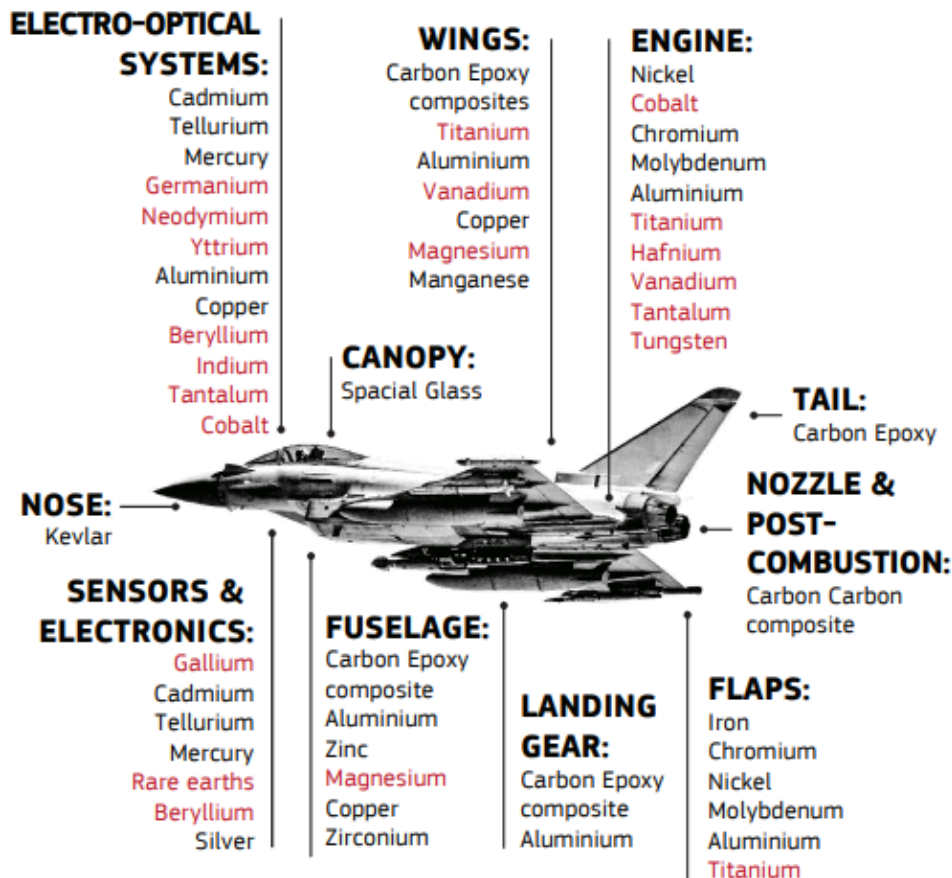 ELECTRO-OPTICAL
SYSTEMS:
Cadmium
Tellurium
Mercury
Germanium
Neodymium
Yttrium
Aluminium
Copper
Beryllium
Indium
Tantalum
Cobalt
WINGS:
Carbon Epoxy
composites
Titanium
Aluminium
Vanadium
Copper
Magnesium
Manganese
ENGINE:
Nickel
Cobalt
Chromium
Molybdenum
Aluminium
Titanium
Hafnium
Vanadium
Tantalum
Tungsten
CANOPY:
Spacial Glass
TAIL:
Carbon Epoxy
NOSE:
Kevlar
NOZZLE &
POST-
COMBUSTION:
Carbon Carbon
composite
SENSORS &
ELECTRONICS:
Gallium
Cadmium
Tellurium
Mercury
Rare earths
Beryllium
Silver
FUSELAGE:
Carbon Epoxy
composite
Aluminium
Zinc
Magnesium
Copper
Zirconium
LANDING
GEAR:
Carbon Epoxy
composite
Aluminium
FLAPS:
Iron
Chromium
Nickel
Molybdenum
Aluminium
Titanium